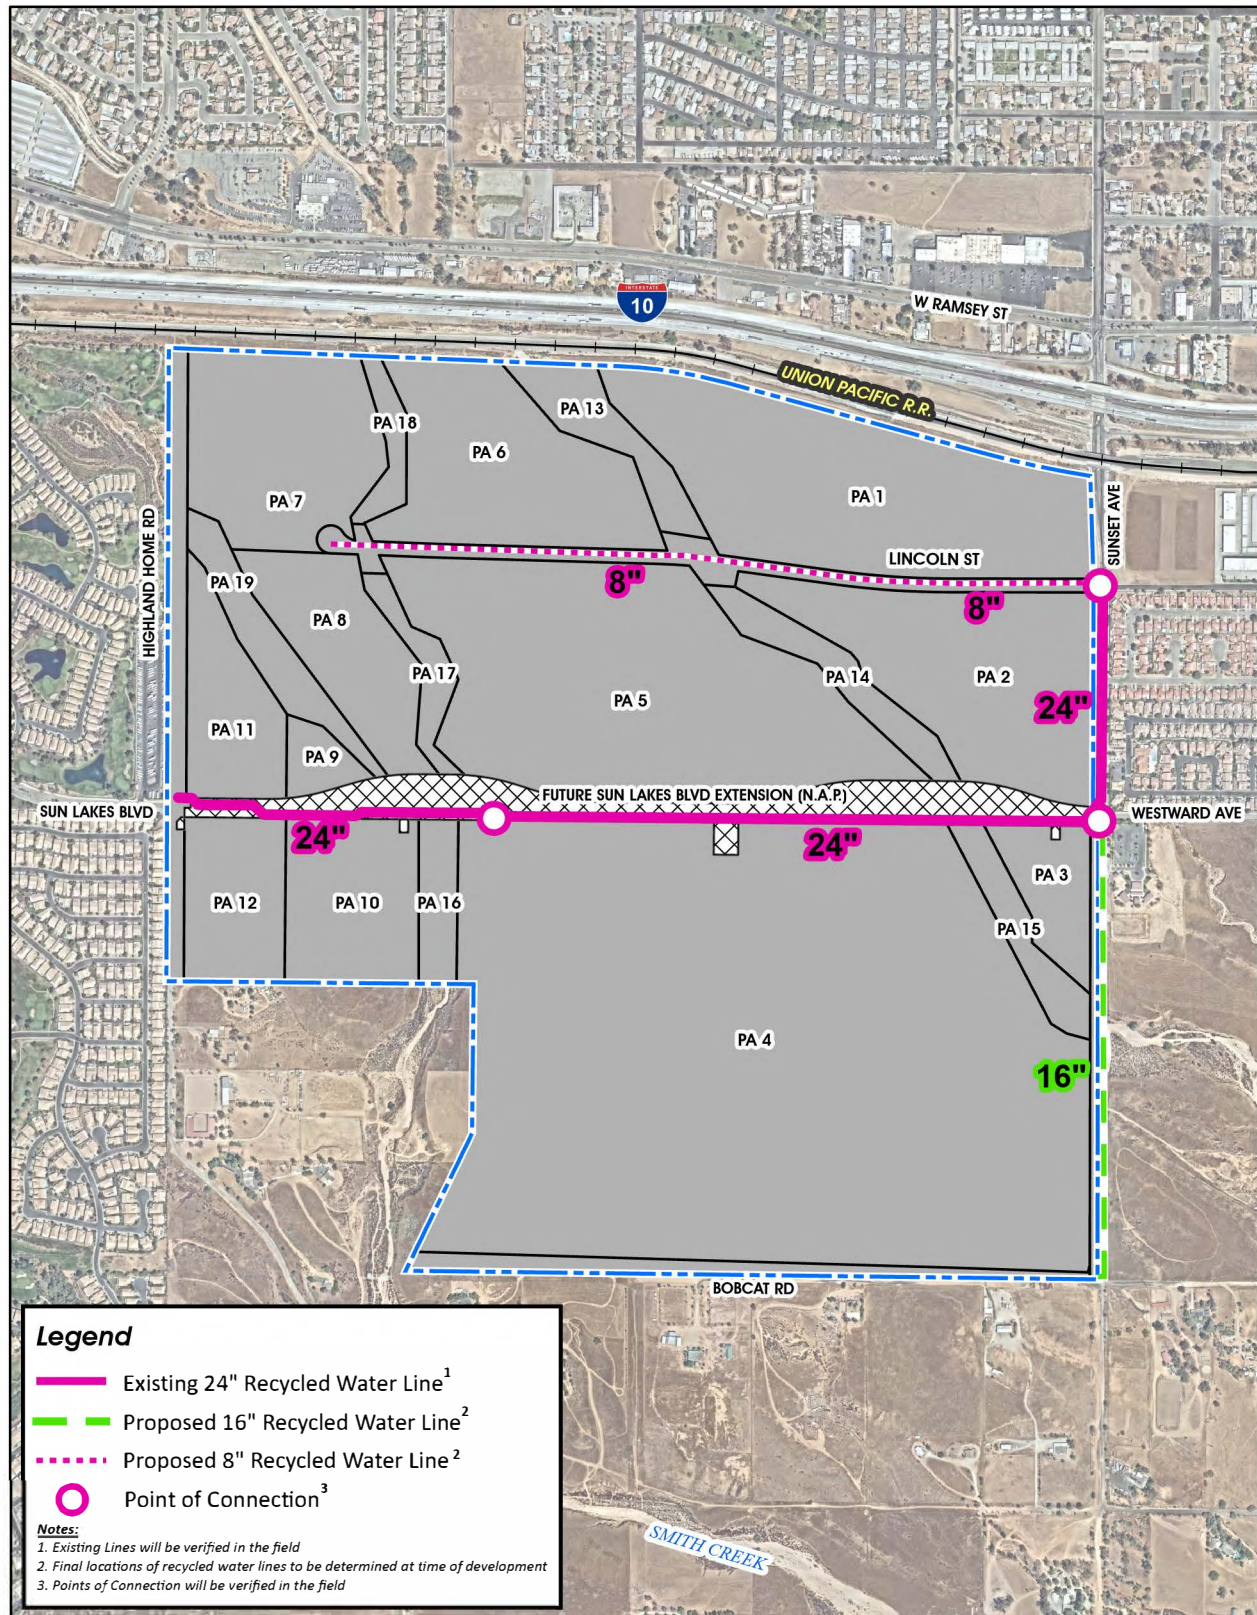 INTERSTATE
10
W RAMSEY ST
UNION PACIFIC R.R.
PA 13
PA 18
PA 6
PA 7
PA 1
SUNSET AVE
HIGHLAND HOME RD
LINCOLN ST
8"
8"
PA 19
PA 8
PA 17
PA 14
PA 2
PA 5
24"
PA 11
PA 9
FUTURE SUN LAKES BLVD EXTENSION (N.A.P.)
SUN LAKES BLVD
WESTWARD AVE
24"
24"
PA 3
PA 12
PA 10
PA 16
PA 15
PA 4
16"
BOBCAT RD
Legend
Existing 24" Recycled Water Line1
Proposed 16" Recycled Water Line2
Proposed 8" Recycled Water Line 2
Point of Connection3
Notes:
1. Existing Lines will be verified in the field
2. Final locations of recycled water lines to be determined at time of development
3. Points of Connection will be verified in the field
SMITH CREEK